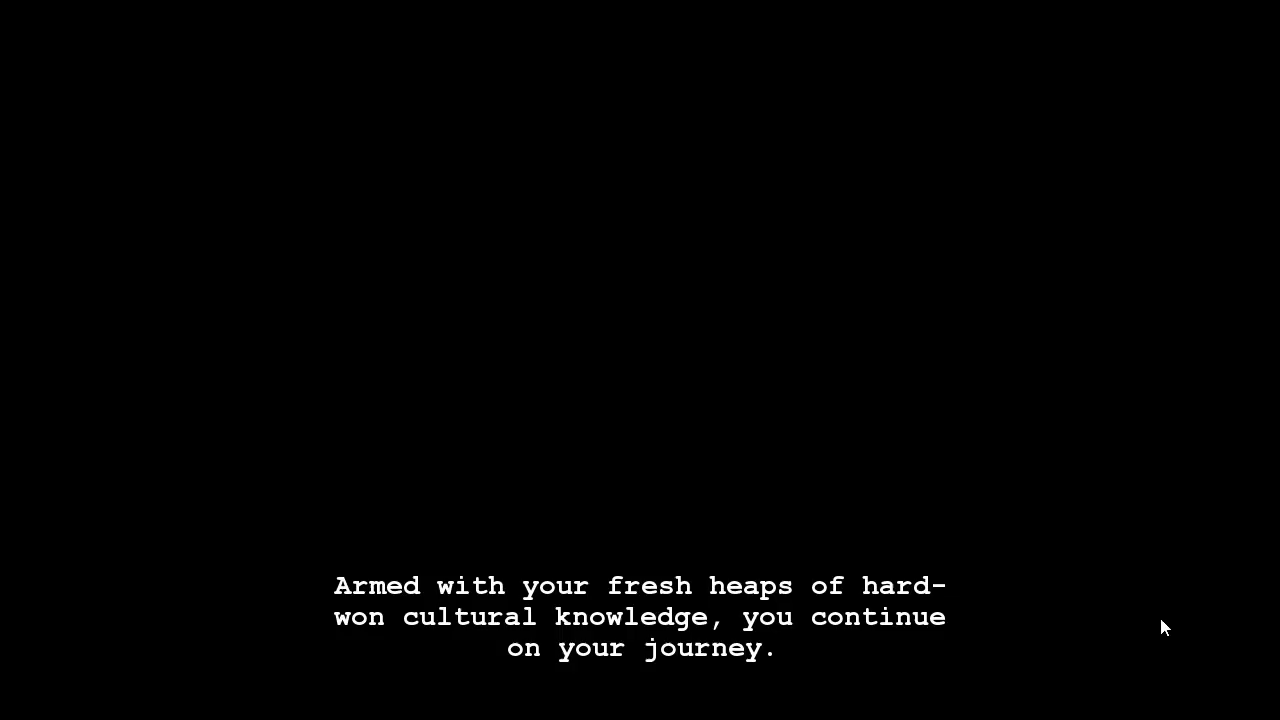 Armed with your fresh heaps of hard-
won cultural knowledge, you continue
on your journey.